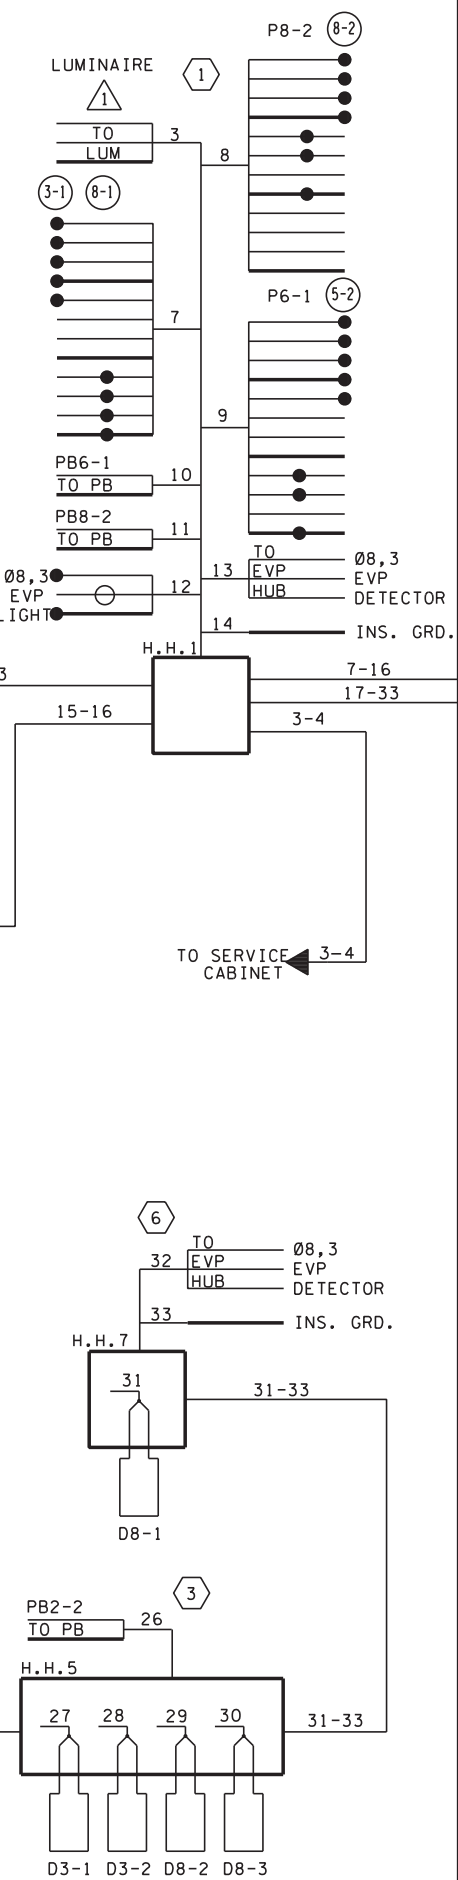 P8-2 8-2
LUMINAIRE 1
1
TO 3
LUM
8
3-1 8-1
P6-1 5-2
7
9
PB6-1
TO PB 10
PB8-2
TO PB 11
TO Ø8,3
13 EVP EVP
HUB DETECTOR
Ø8,3
EVP 12
LIGHT
14 INS. GRD.
H.H.1
3 7-16
17-33
15-16 3-4
TO SERVICE 3-4
CABINET
6
TO Ø8,3
32 EVP EVP
HUB DETECTOR
33 INS. GRD.
H.H.7
31 31-33
D8-1
3
PB2-2
TO PB 26
H.H.5
27 28 29 30 31-33
D3-1 D3-2 D8-2 D8-3